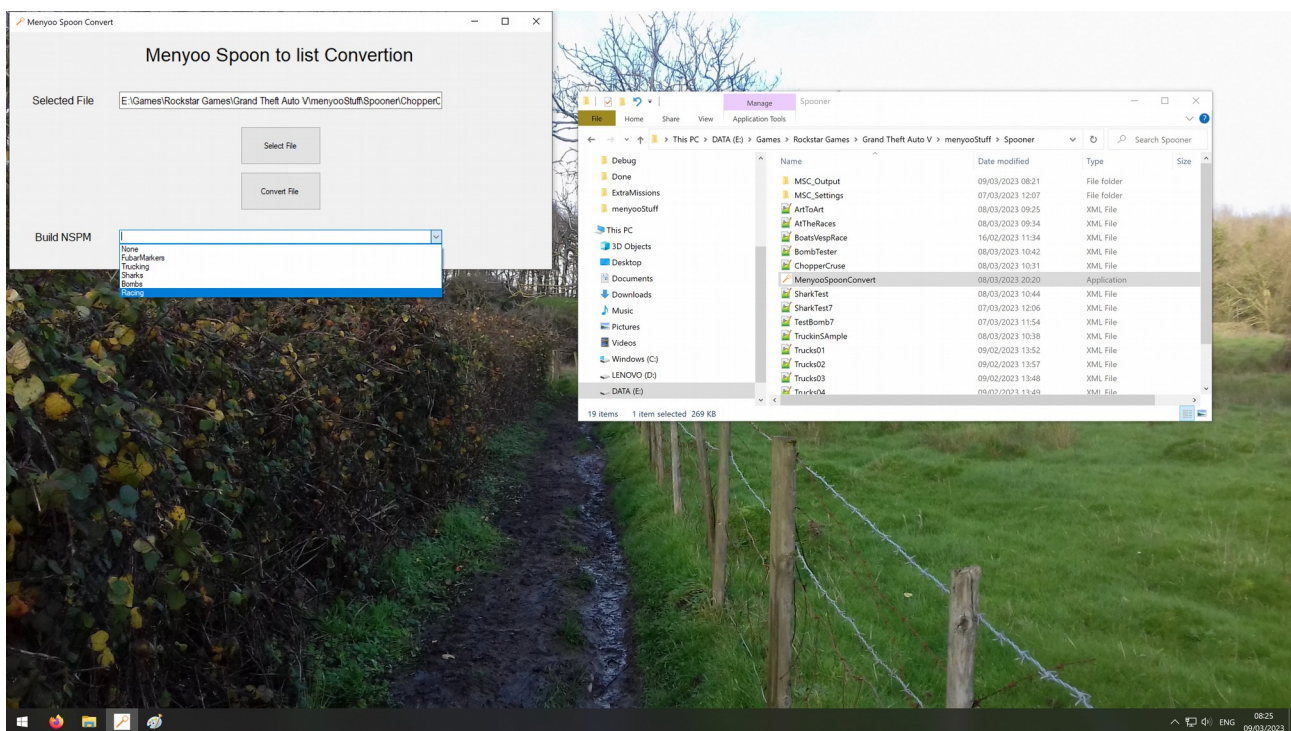 Menyoo Spoon Convert
Menyoo Spoon to list Convertion
Selected File
E:\Games\Rockstar Games\Grand Theft Auto V\menyooStuff\Spooner\ChopperC
Select File
Convert File
Build NSPM
None
FubarMarkers
Trucking
Sharks
Bombs
Racing
Manage
Spooner
File Home Share View Application Tools
This PC > DATA (E:) > Games > Rockstar Games > Grand Theft Auto V > menyooStuff > Spooner
Search Spooner
Debug
Done
ExtraMissions
menyooStuff
This PC
3D Objects
Desktop
Documents
Downloads
Music
Pictures
Videos
Windows (C:)
LENOVO (D:)
DATA (E:)
Name Date modified Type Size
MSC_Output 09/03/2023 08:21 File folder
MSC_Settings 07/03/2023 12:07 File folder
ArtToArt 08/03/2023 09:25 XML File
AtTheRaces 08/03/2023 09:34 XML File
BoatsVespRace 16/02/2023 11:34 XML File
BombTester 08/03/2023 10:42 XML File
ChopperCruse 08/03/2023 10:31 XML File
MenyooSpoonConvert 08/03/2023 20:20 Application
SharkTest 08/03/2023 10:44 XML File
SharkTest7 07/03/2023 12:06 XML File
TestBomb7 07/03/2023 11:54 XML File
TruckinSAmple 08/03/2023 10:38 XML File
Trucks01 09/02/2023 13:52 XML File
Trucks02 09/02/2023 13:57 XML File
Trucks03 09/02/2023 13:48 XML File
Trucks04 09/02/2023 13:49 XML File
19 items 1 item selected 269 KB
ENG
08:25
09/03/2023